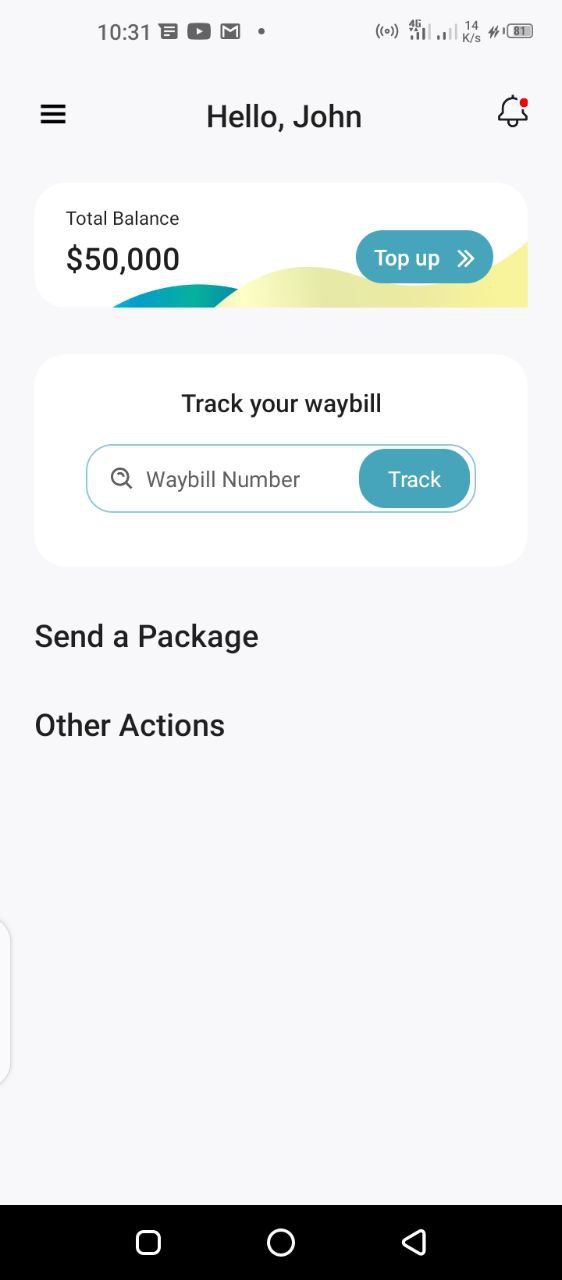 10:31
4G
14
K/s
81
Hello, John
Total Balance
$50,000
Top up
Track your waybill
Waybill Number
Track
Send a Package
Other Actions